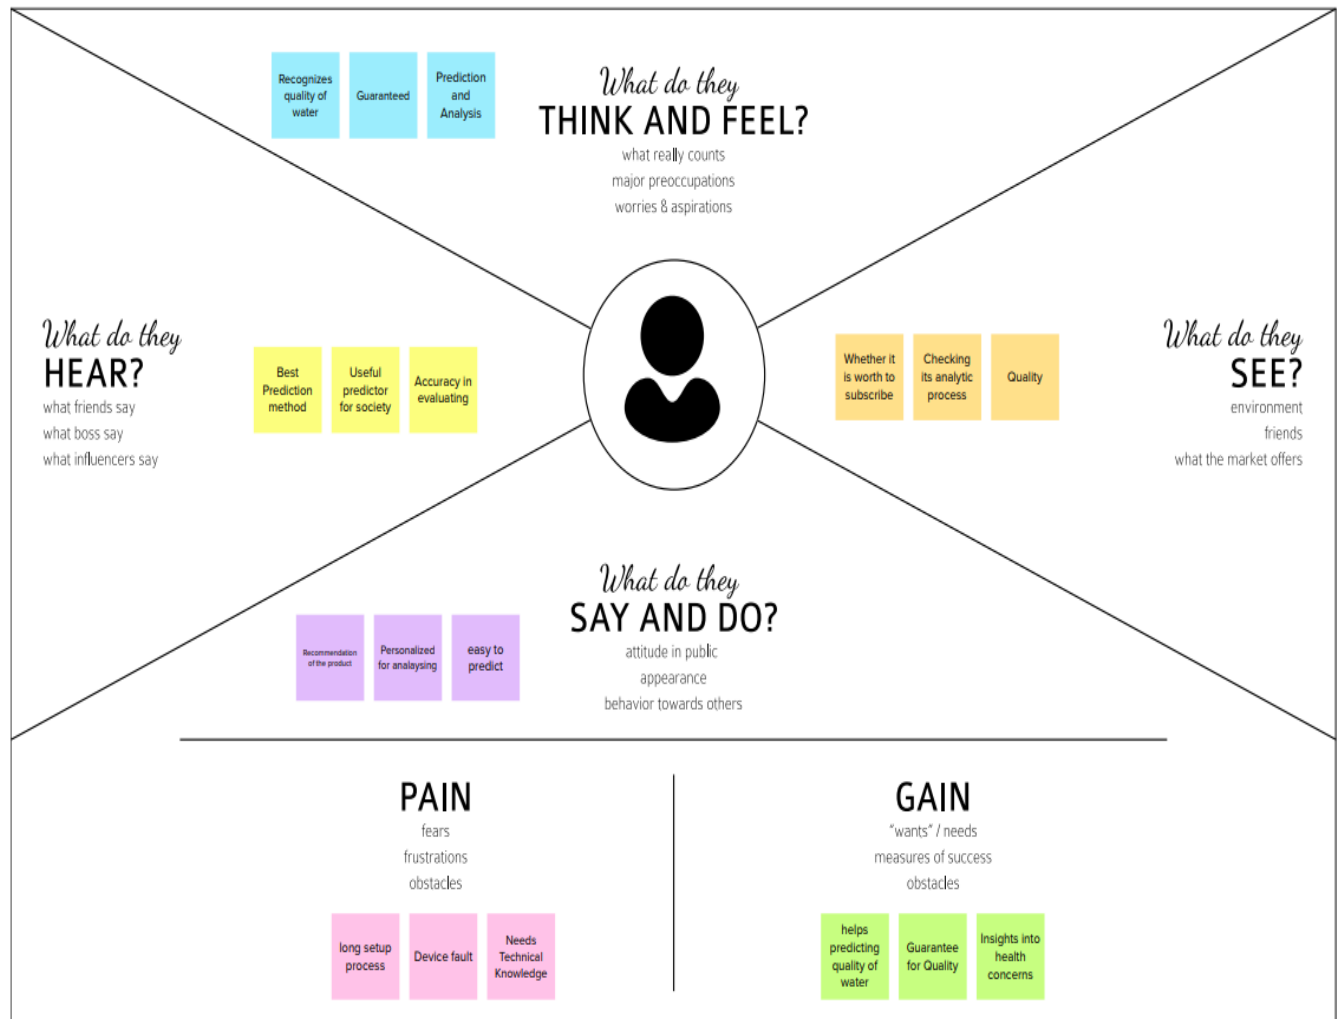 Recognizes
quality of
water
Guaranteed
Prediction
and
Analysis
What do they
THINK AND FEEL?
what really counts
major preoccupations
worries & aspirations
What do they
HEAR?
what friends say
what boss say
what influencers say
Best
Prediction
method
Useful
predictor
for society
Accuracy in
evaluating
Whether it
is worth to
subscribe
Checking
its analytic
process
Quality
What do they
SEE?
environment
friends
what the market offers
What do they
SAY AND DO?
attitude in public
appearance
behavior towards others
Recommendation
of the product
Personalized
for analaysing
easy to
predict
PAIN
fears
frustrations
obstacles
long setup
process
Device fault
Needs
Technical
Knowledge
GAIN
"wants" / needs
measures of success
obstacles
helps
predicting
quality of
water
Guarantee
for Quality
Insights into
health
concerns